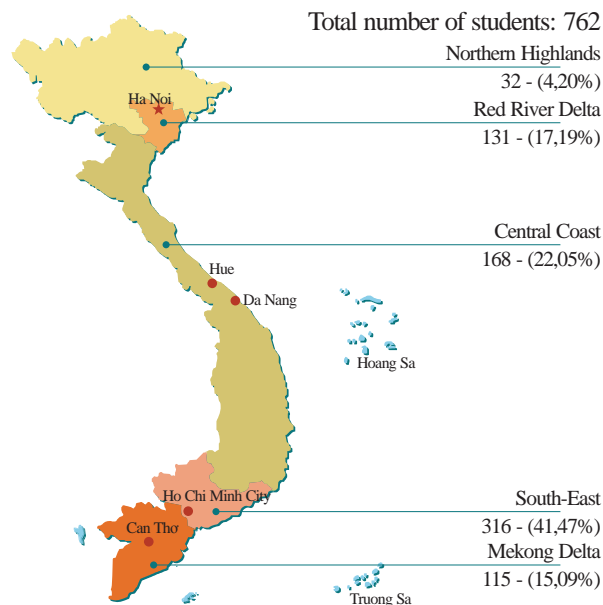 Total number of students: 762
Northern Highlands
32 - (4,20%)
Ha Noi
Red River Delta
131 - (17,19%)
Central Coast
168 - (22,05%)
Hue
Da Nang
Hoang Sa
Ho Chi Minh City
South-East
316 - (41,47%)
Can Thơ
Mekong Delta
115 - (15,09%)
Truong Sa